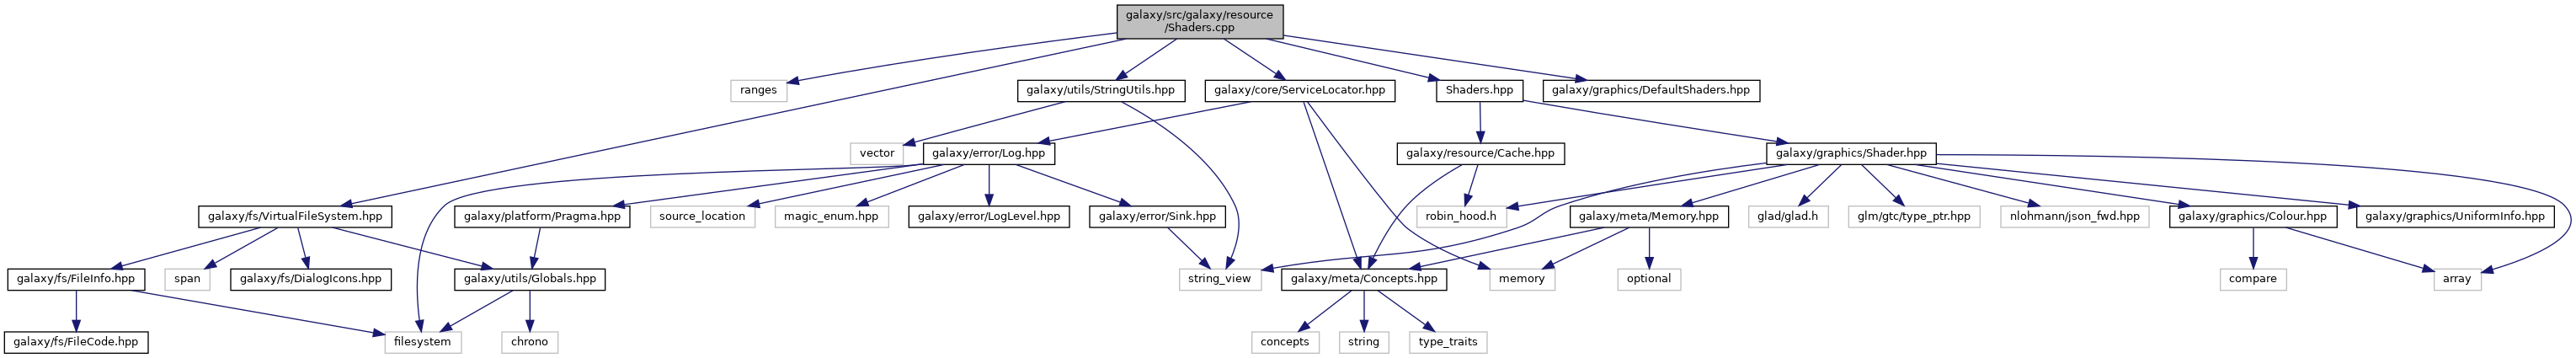 galaxy/src/galaxy/resource
/Shaders.cpp
ranges
galaxy/utils/StringUtils.hpp
galaxy/core/ServiceLocator.hpp
Shaders.hpp
galaxy/graphics/DefaultShaders.hpp
vector
galaxy/error/Log.hpp
galaxy/resource/Cache.hpp
galaxy/graphics/Shader.hpp
galaxy/fs/VirtualFileSystem.hpp
galaxy/platform/Pragma.hpp
source_location
magic_enum.hpp
galaxy/error/LogLevel.hpp
galaxy/error/Sink.hpp
robin_hood.h
galaxy/meta/Memory.hpp
glad/glad.h
glm/gtc/type_ptr.hpp
nlohmann/json_fwd.hpp
galaxy/graphics/Colour.hpp
galaxy/graphics/UniformInfo.hpp
galaxy/fs/FileInfo.hpp
span
galaxy/fs/DialogIcons.hpp
galaxy/utils/Globals.hpp
string_view
galaxy/meta/Concepts.hpp
memory
optional
compare
array
galaxy/fs/FileCode.hpp
filesystem
chrono
concepts
string
type_traits